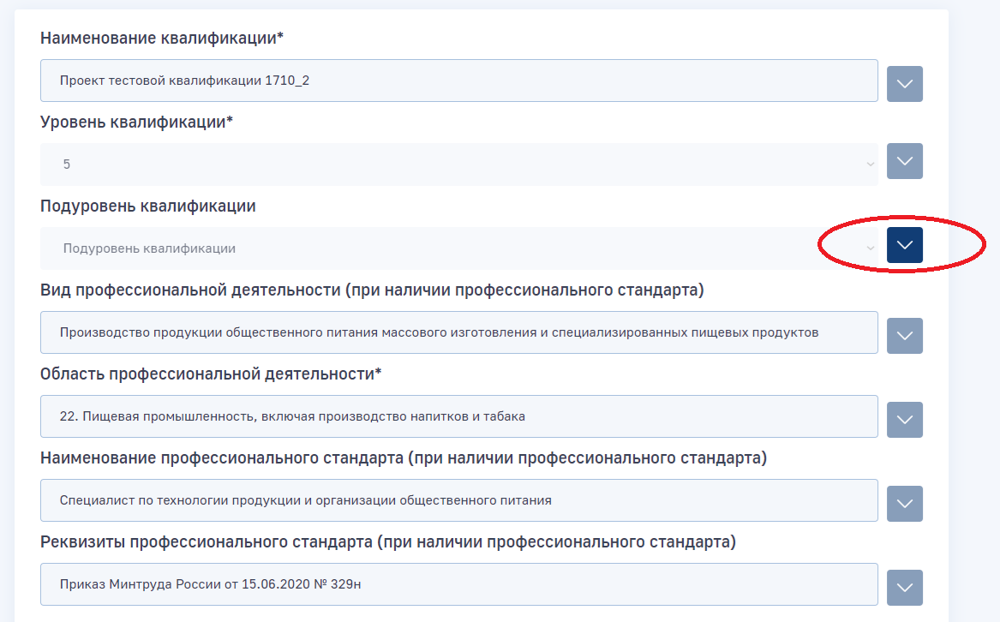 Наименование квалификации*
Проект тестовой квалификации 1710_2
Уровень квалификации*
5
Подуровень квалификации
Подуровень квалификации
Вид профессиональной деятельности (при наличии профессионального стандарта)
Производство продукции общественного питания массового изготовления и специализированных пищевых продуктов
Область профессиональной деятельности*
22. Пищевая промышленность, включая производство напитков и табака
Наименование профессионального стандарта (при наличии профессионального стандарта)
Специалист по технологии продукции и организации общественного питания
Реквизиты профессионального стандарта (при наличии профессионального стандарта)
Приказ Минтруда России от 15.06.2020 № 329н